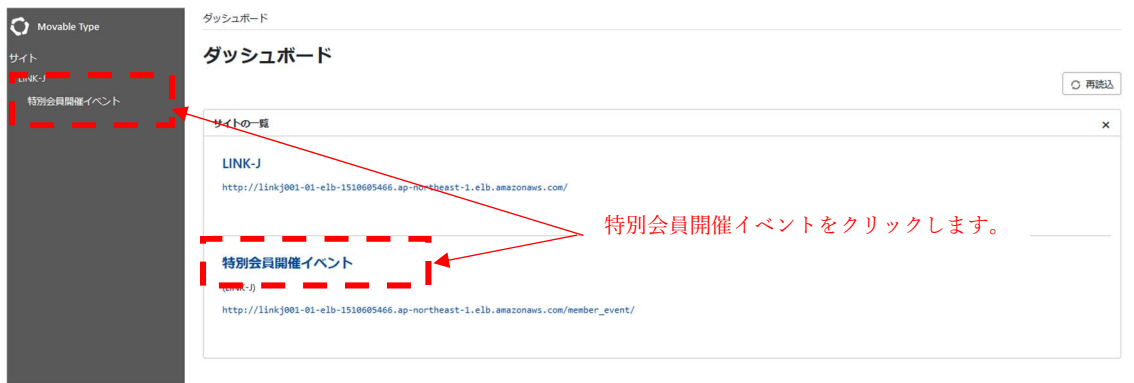 Movable Type
サイト
LINK-J
特別会員開催イベント
ダッシュボード
ダッシュボード
再読込
サイトの一覧
×
LINK-J
http://linkj001-01-elb-1510605466.ap-northeast-1.elb.amazonaws.com/
特別会員開催イベントをクリックします。
特別会員開催イベント
(LINK-J)
http://linkj001-01-elb-1510605466.ap-northeast-1.elb.amazonaws.com/member_event/